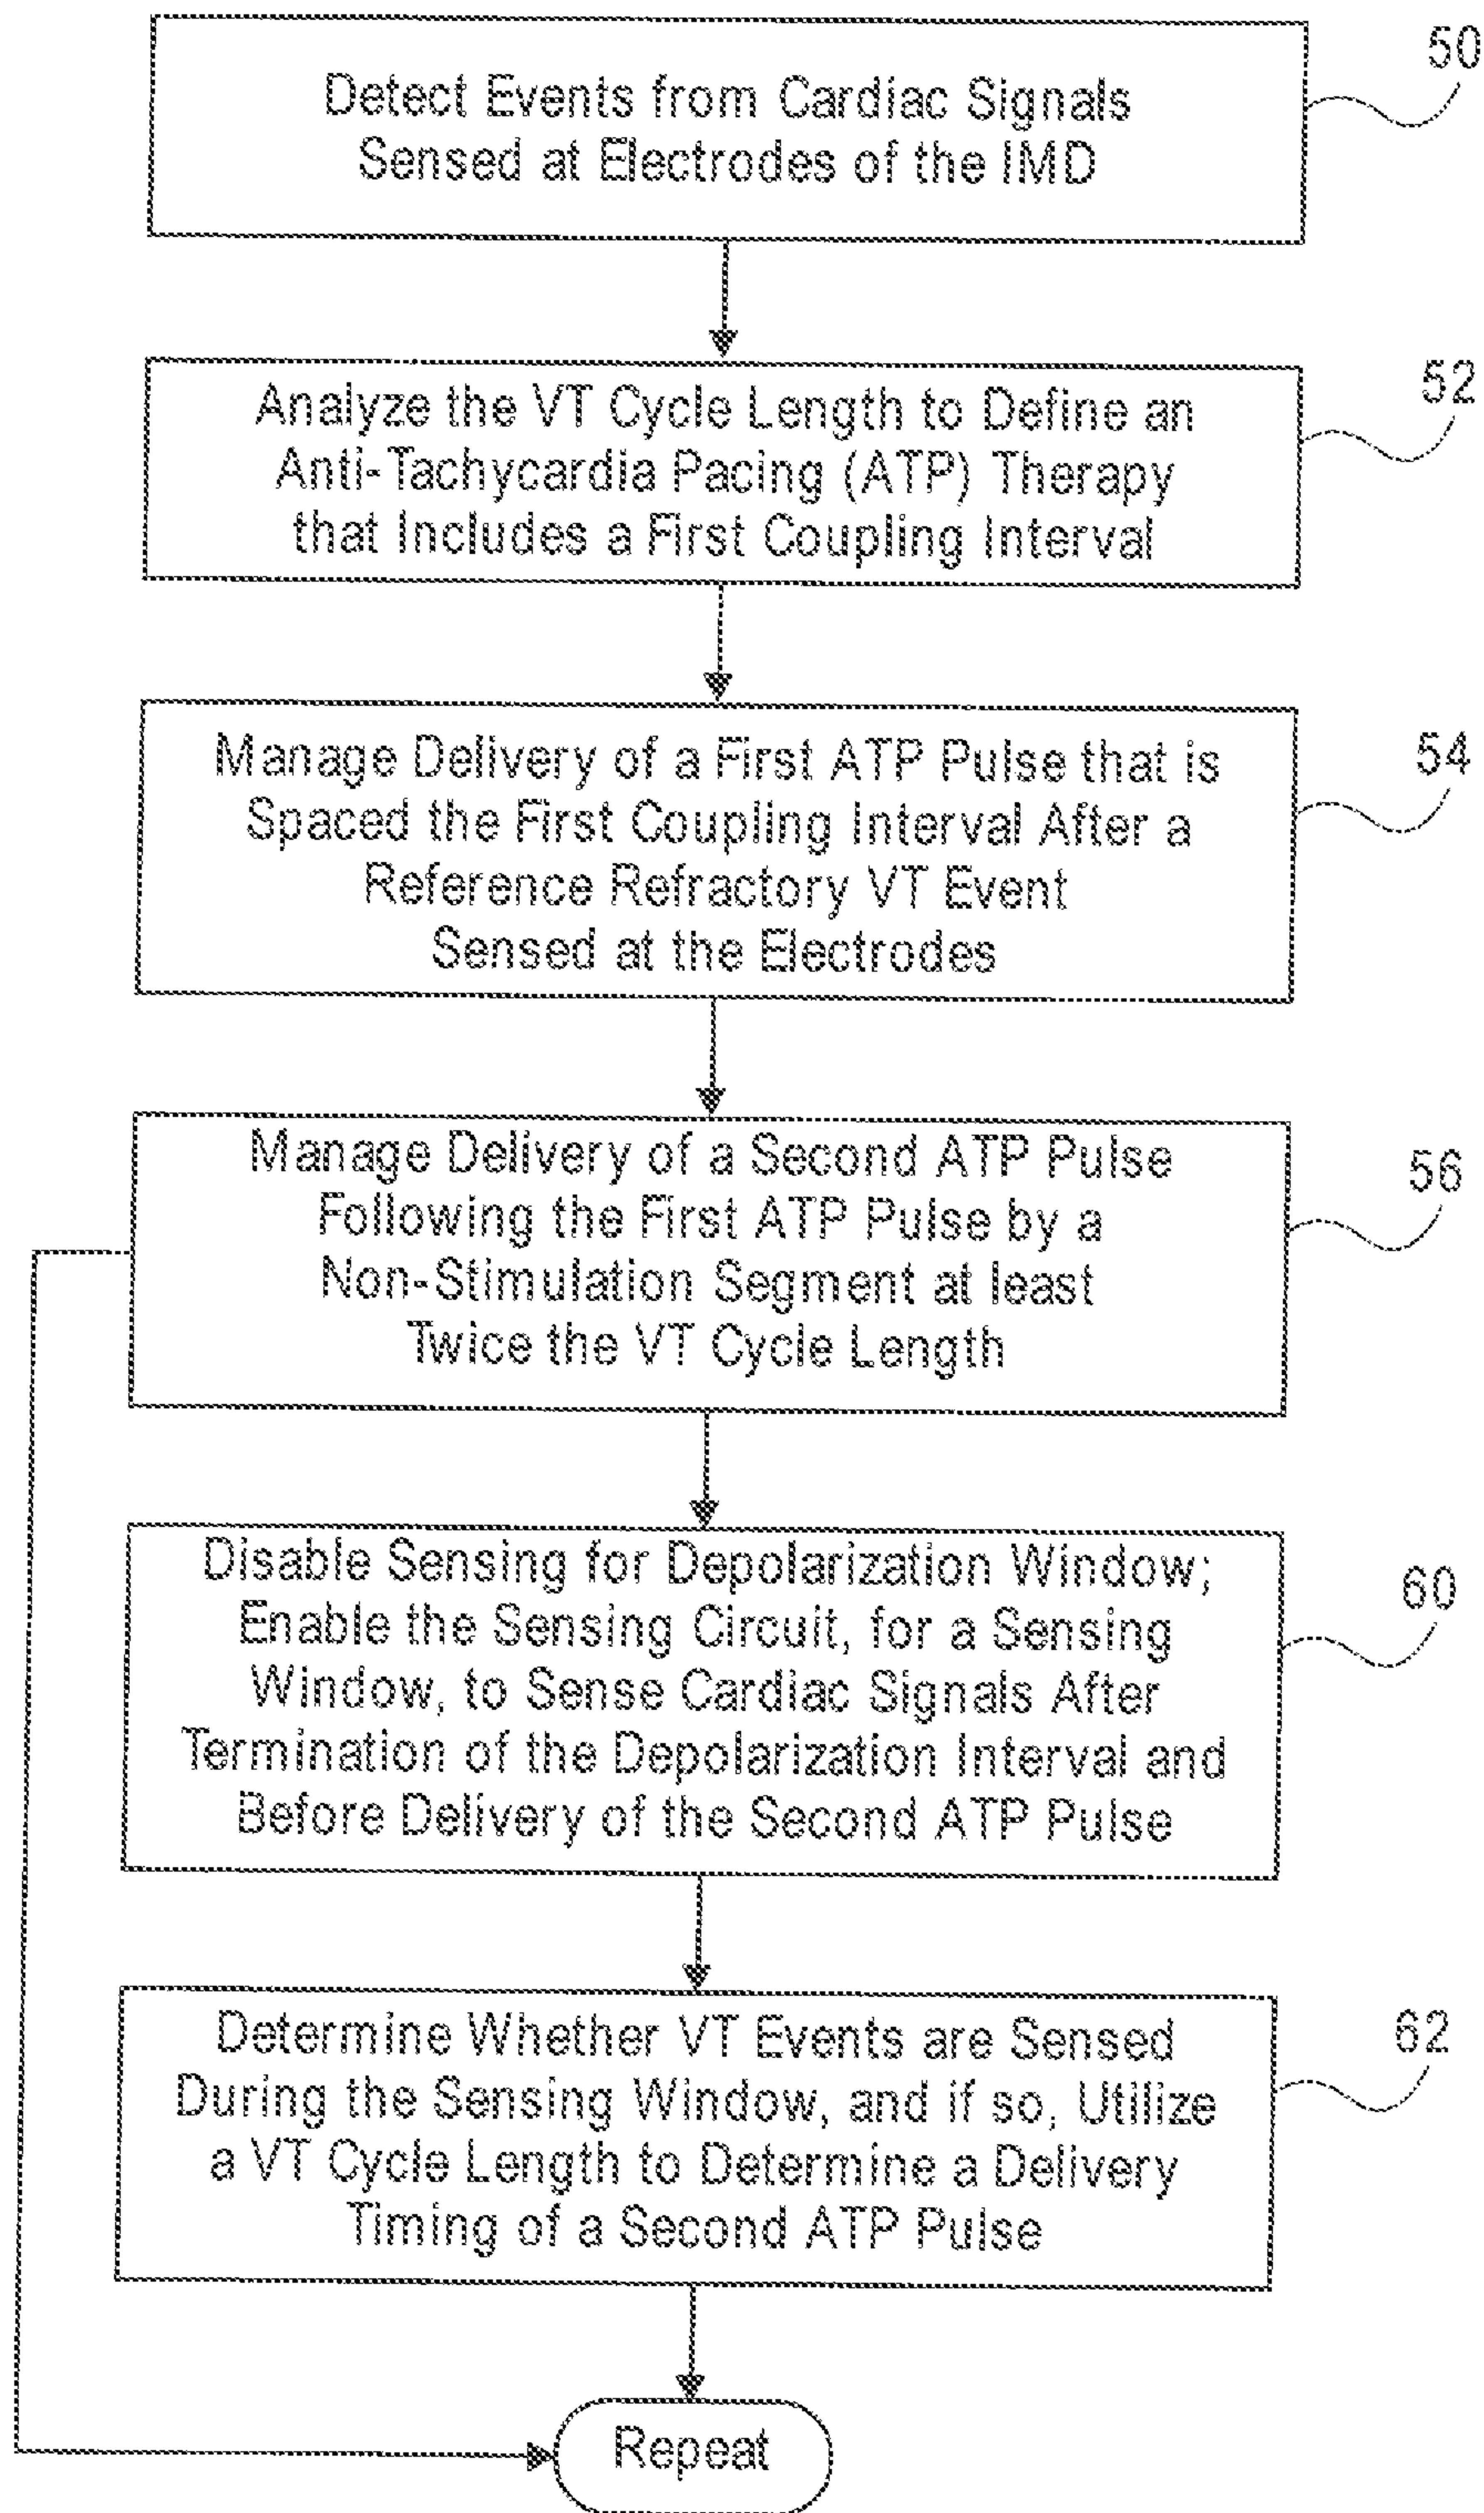 50
Detect Events from Cardiac Signals
Sensed at Electrodes of the IMD
52
Analyze the VT Cycle Length to Define an
Anti-Tachycardia Pacing (ATP) Therapy
that Includes a First Coupling Interval
54
Manage Delivery of a First ATP Pulse that is
Spaced the First Coupling Interval After a
Reference Refractory VT Event
Sensed at the Electrodes
56
Manage Delivery of a Second ATP Pulse
Following the First ATP Pulse by a
Non-Stimulation Segment at least
Twice the VT Cycle Length
60
Disable Sensing for Depolarization Window;
Enable the Sensing Circuit, for a Sensing
Window, to Sense Cardiac Signals After
Termination of the Depolarization Interval and
Before Delivery of the Second ATP Pulse
62
Determine Whether VT Events are Sensed
During the Sensing Window, and if so, Utilize
a VT Cycle Length to Determine a Delivery
Timing of a Second ATP Pulse
Repeat